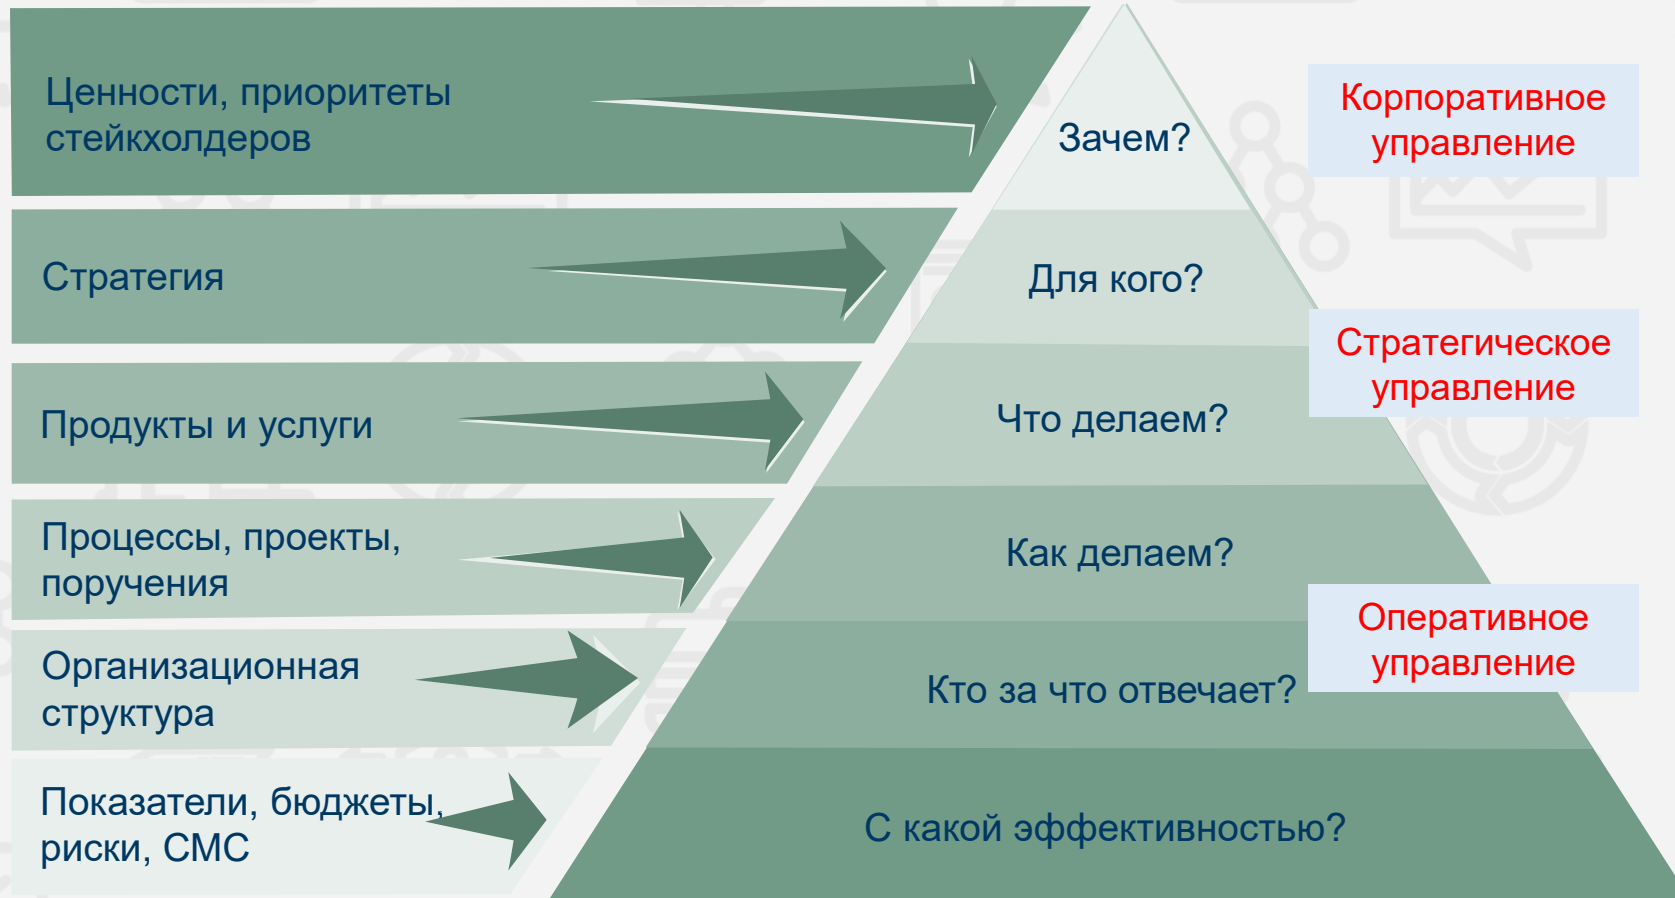 Ценности, приоритеты
стейкхолдеров
Зачем?
Корпоративное
управление
Стратегия
Для кого?
Стратегическое
управление
Продукты и услуги
Что делаем?
Процессы, проекты,
поручения
Как делаем?
Оперативное
управление
Организационная
структура
Кто за что отвечает?
Показатели, бюджеты,
риски, СМС
С какой эффективностью?